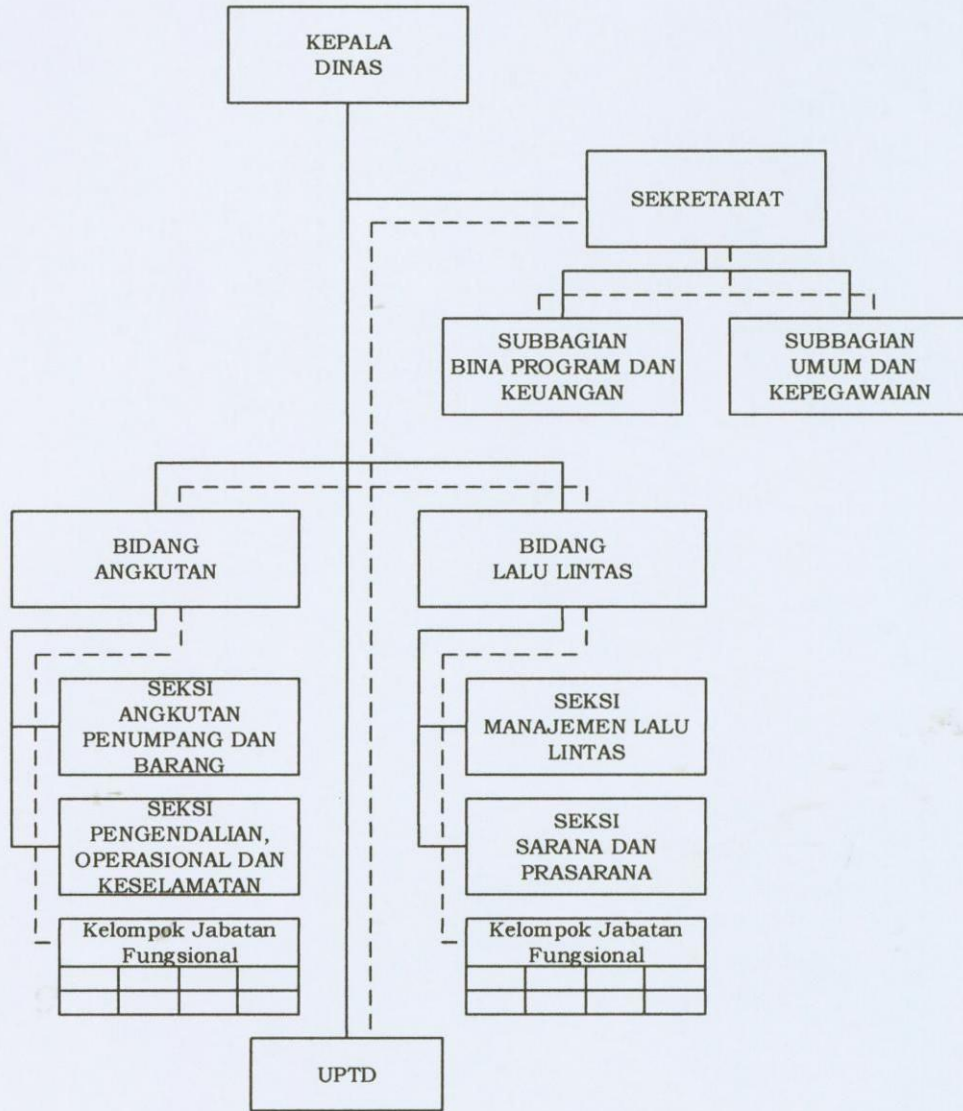 KEPALA
DINAS
SEKRETARIAT
SUBBAGIAN
BINA PROGRAM DAN
KEUANGAN
SUBBAGIAN
UMUM DAN
KEPEGAWAIAN
BIDANG
ANGKUTAN
BIDANG
LALU LINTAS
SEKSI
ANGKUTAN
PENUMPANG DAN
BARANG
SEKSI
PENGENDALIAN,
OPERASIONAL DAN
KESELAMATAN
Kelompok Jabatan
Fungsional
SEKSI
MANAJEMEN LALU
LINTAS
SEKSI
SARANA DAN
PRASARANA
Kelompok Jabatan
Fungsional
UPTD